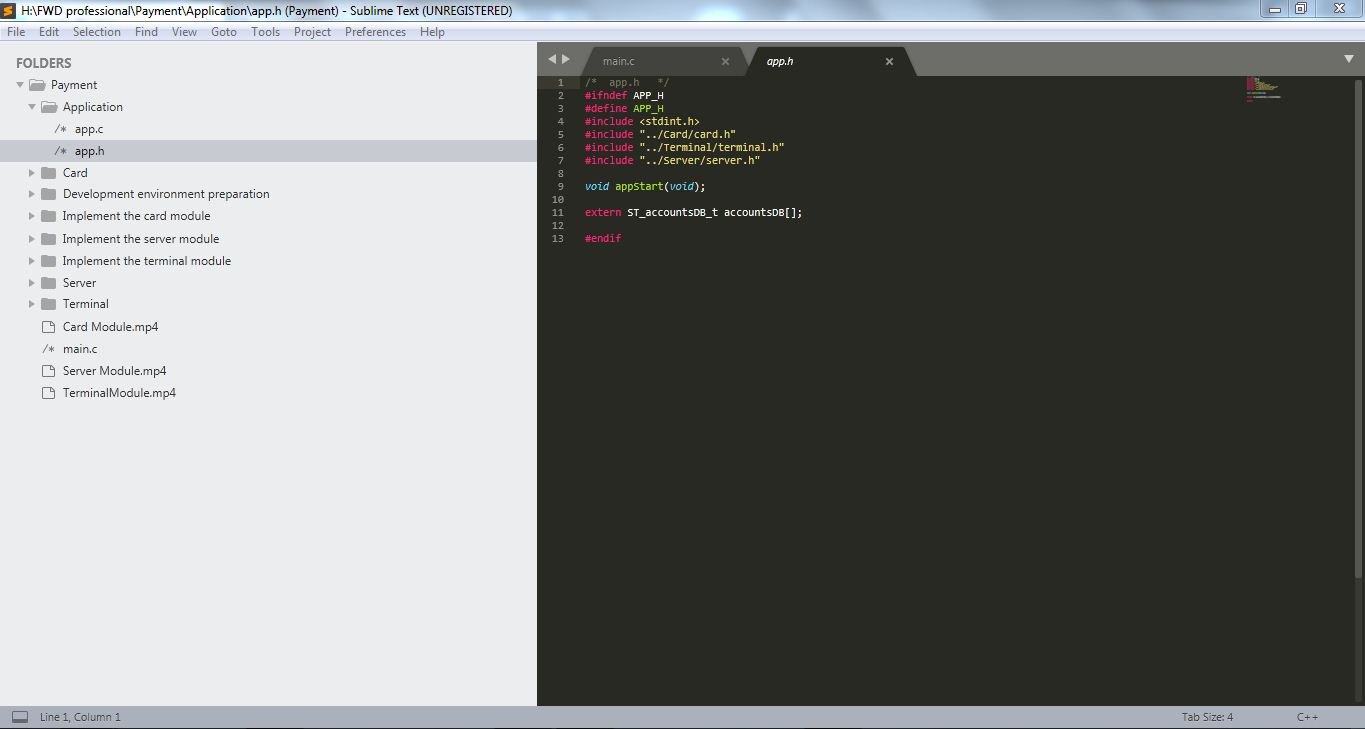 H:\FWD professional\Payment\Application\app.h (Payment) - Sublime Text (UNREGISTERED)
File Edit Selection Find View Goto Tools Project Preferences Help
FOLDERS
Payment
Application
/* app.c
/* app.h
Card
Development environment preparation
Implement the card module
Implement the server module
Implement the terminal module
Server
Terminal
Card Module.mp4
/* main.c
Server Module.mp4
TerminalModule.mp4
main.c app.h
1 /*  app.h   */
2 #ifndef APP_H
3 #define APP_H
4 #include <stdint.h>
5 #include "../Card/card.h"
6 #include "../Terminal/terminal.h"
7 #include "../Server/server.h"
8
9 void appStart(void);
10
11 extern ST_accountsDB_t accountsDB[];
12
13 #endif
Line 1, Column 1 Tab Size: 4 C++